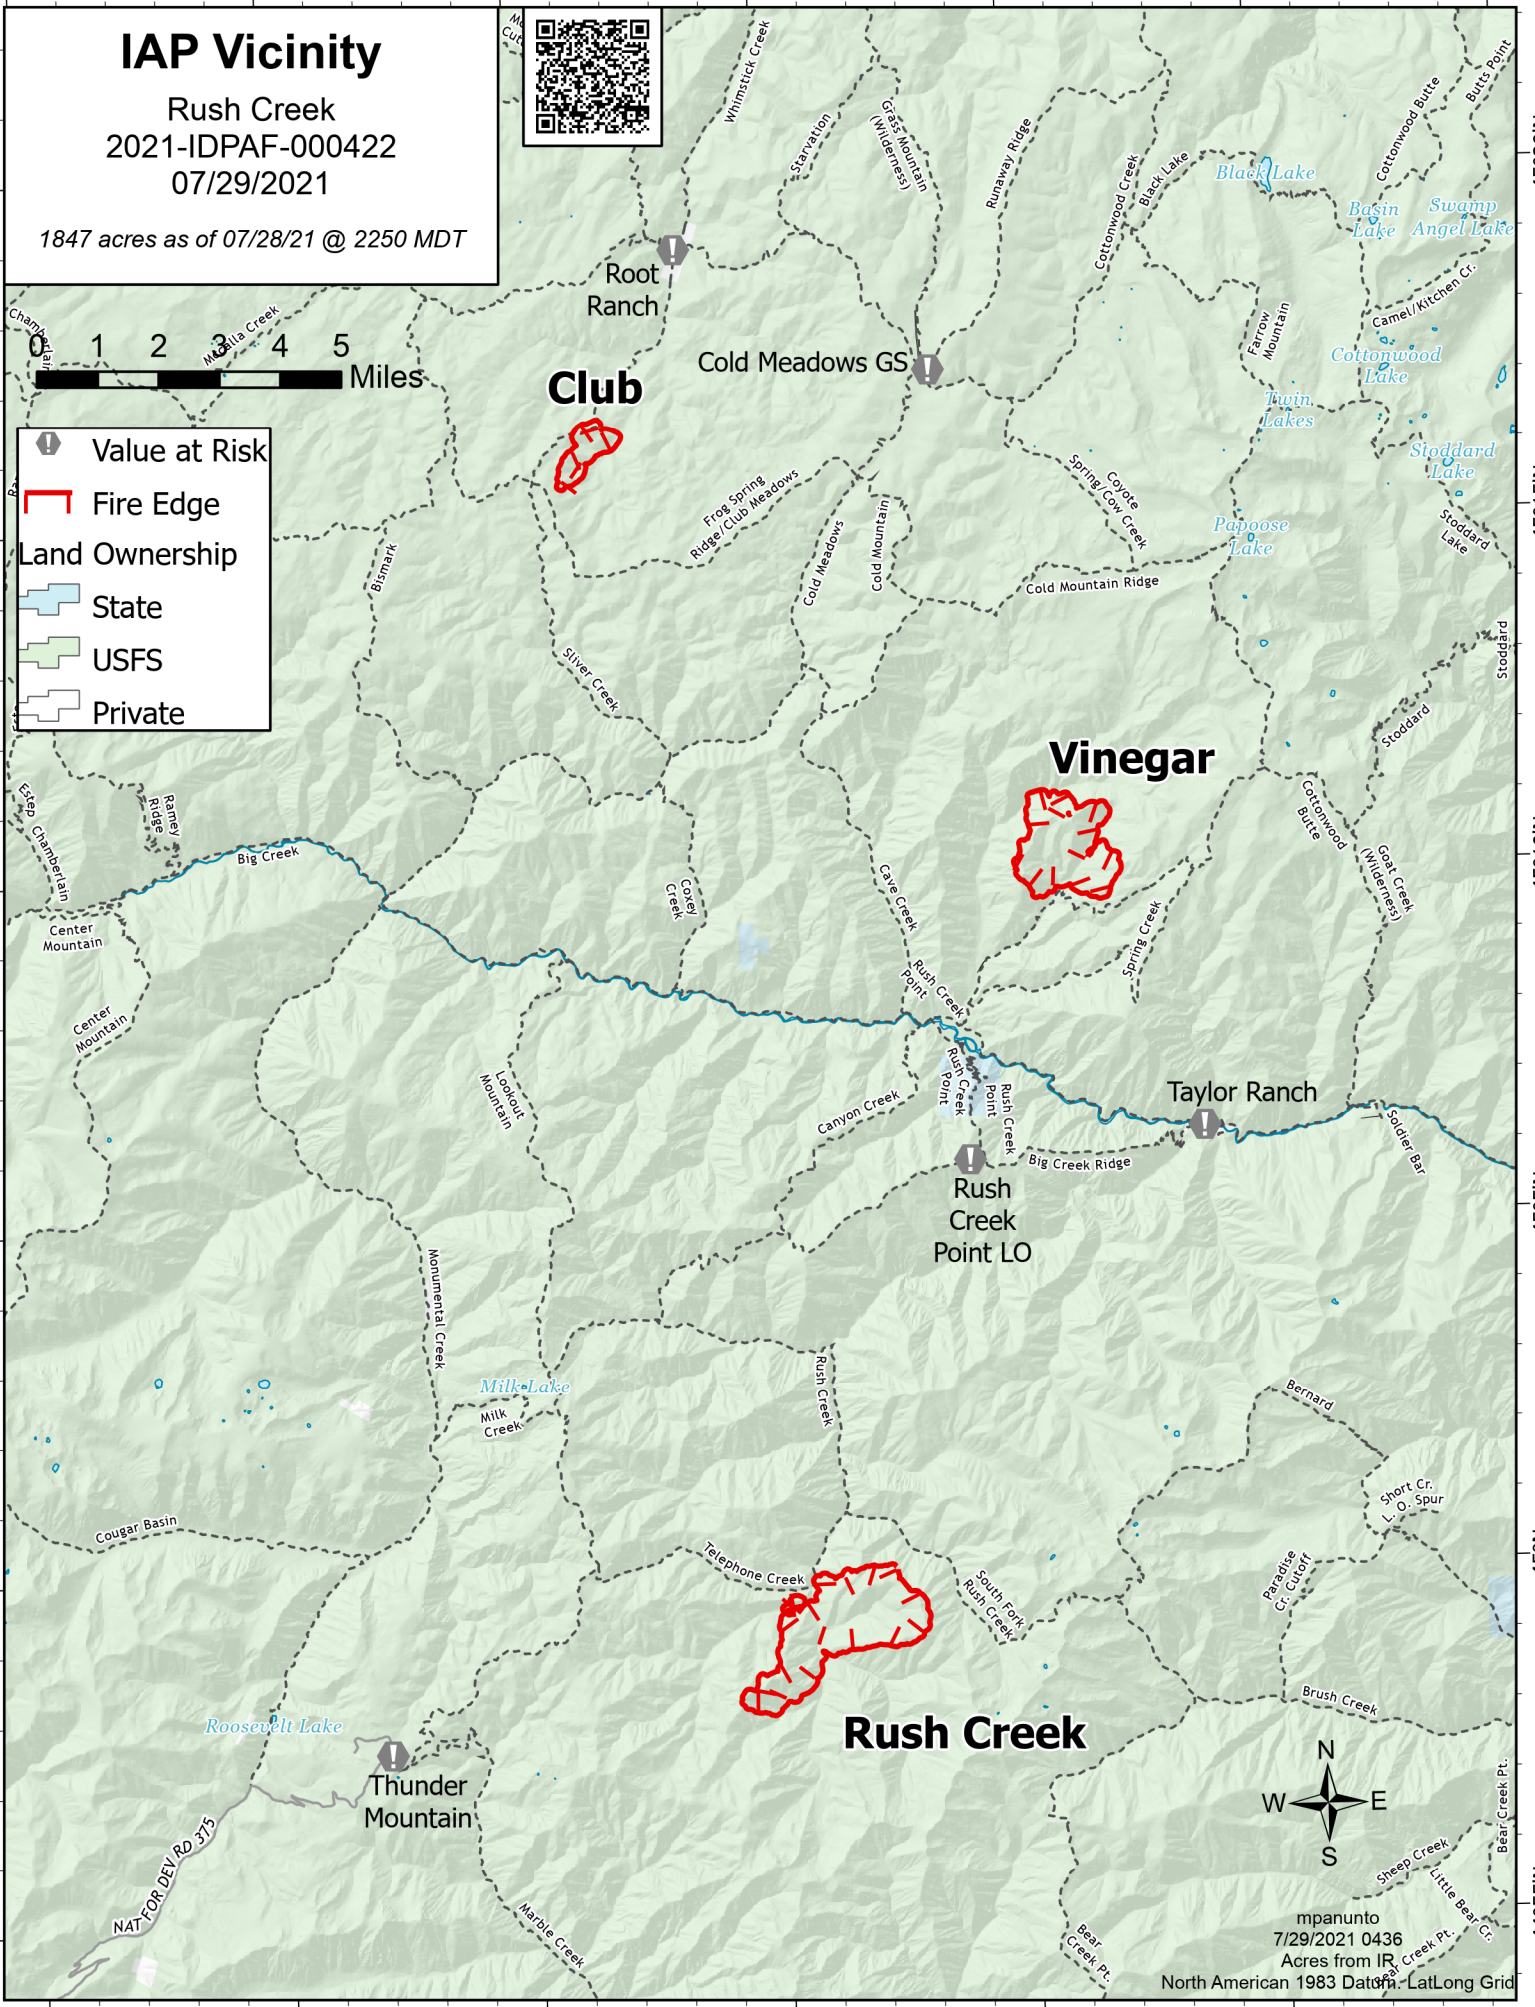 IAP Vicinity
Rush Creek
2021-IDPAF-000422
07/29/2021
1847 acres as of 07/28/21 @ 2250 MDT
0 1 2 3 4 5
Miles
Value at Risk
Fire Edge
Land Ownership
State
USFS
Private
Whimstick Creek
Starvation
Grass Mountain
(Wilderness)
Runaway Ridge
Cottonwood Creek
Black Lake
Black Lake
Cottonwood Butte
Butts Point
Basin
Lake
Swamp
Angel Lake
Camel/Kitchen Cr.
Root
Ranch
Cold Meadows GS
Farrow
Mountain
Cottonwood
Lake
Twin
Lakes
Stoddard
Lake
Stoddard
Lake
Papoose
Lake
Chamberlain
McCalla Creek
Club
Frog Spring
Ridge/Club Meadows
Cold Meadows
Cold Mountain
Coyote
Spring/Cow Creek
Cold Mountain Ridge
Bismark
Sliver Creek
Stoddard
Stoddard
Vinegar
Estep
Chamberlain
Ramey
Ridge
Big Creek
Center
Mountain
Center
Mountain
Coxey
Creek
Cave Creek
Spring Creek
Cottonwood
Butte
Goat Creek
(Wilderness)
Rush Creek
Point
Rush Creek
Point
Rush Creek
Point
Lookout
Mountain
Canyon Creek
Taylor Ranch
Soldier Bar
Big Creek Ridge
Rush
Creek
Point LO
Monumental Creek
Milk Lake
Milk
Creek
Rush Creek
Bernard
Short Cr.
L. O. Spur
Cougar Basin
Telephone Creek
South Fork
Rush Creek
Paradise
Cr. Cutoff
Rush Creek
Brush Creek
Roosevelt Lake
Thunder
Mountain
NAT FOR DEV RD 375
Marble Creek
Bear
Creek Pt.
N
W E
S
Bear Creek Pt.
Sheep Creek
Little Bear Cr.
Bear Creek Pt.
mpanunto
7/29/2021 0436
Acres from IR
North American 1983 Datum. LatLong Grid